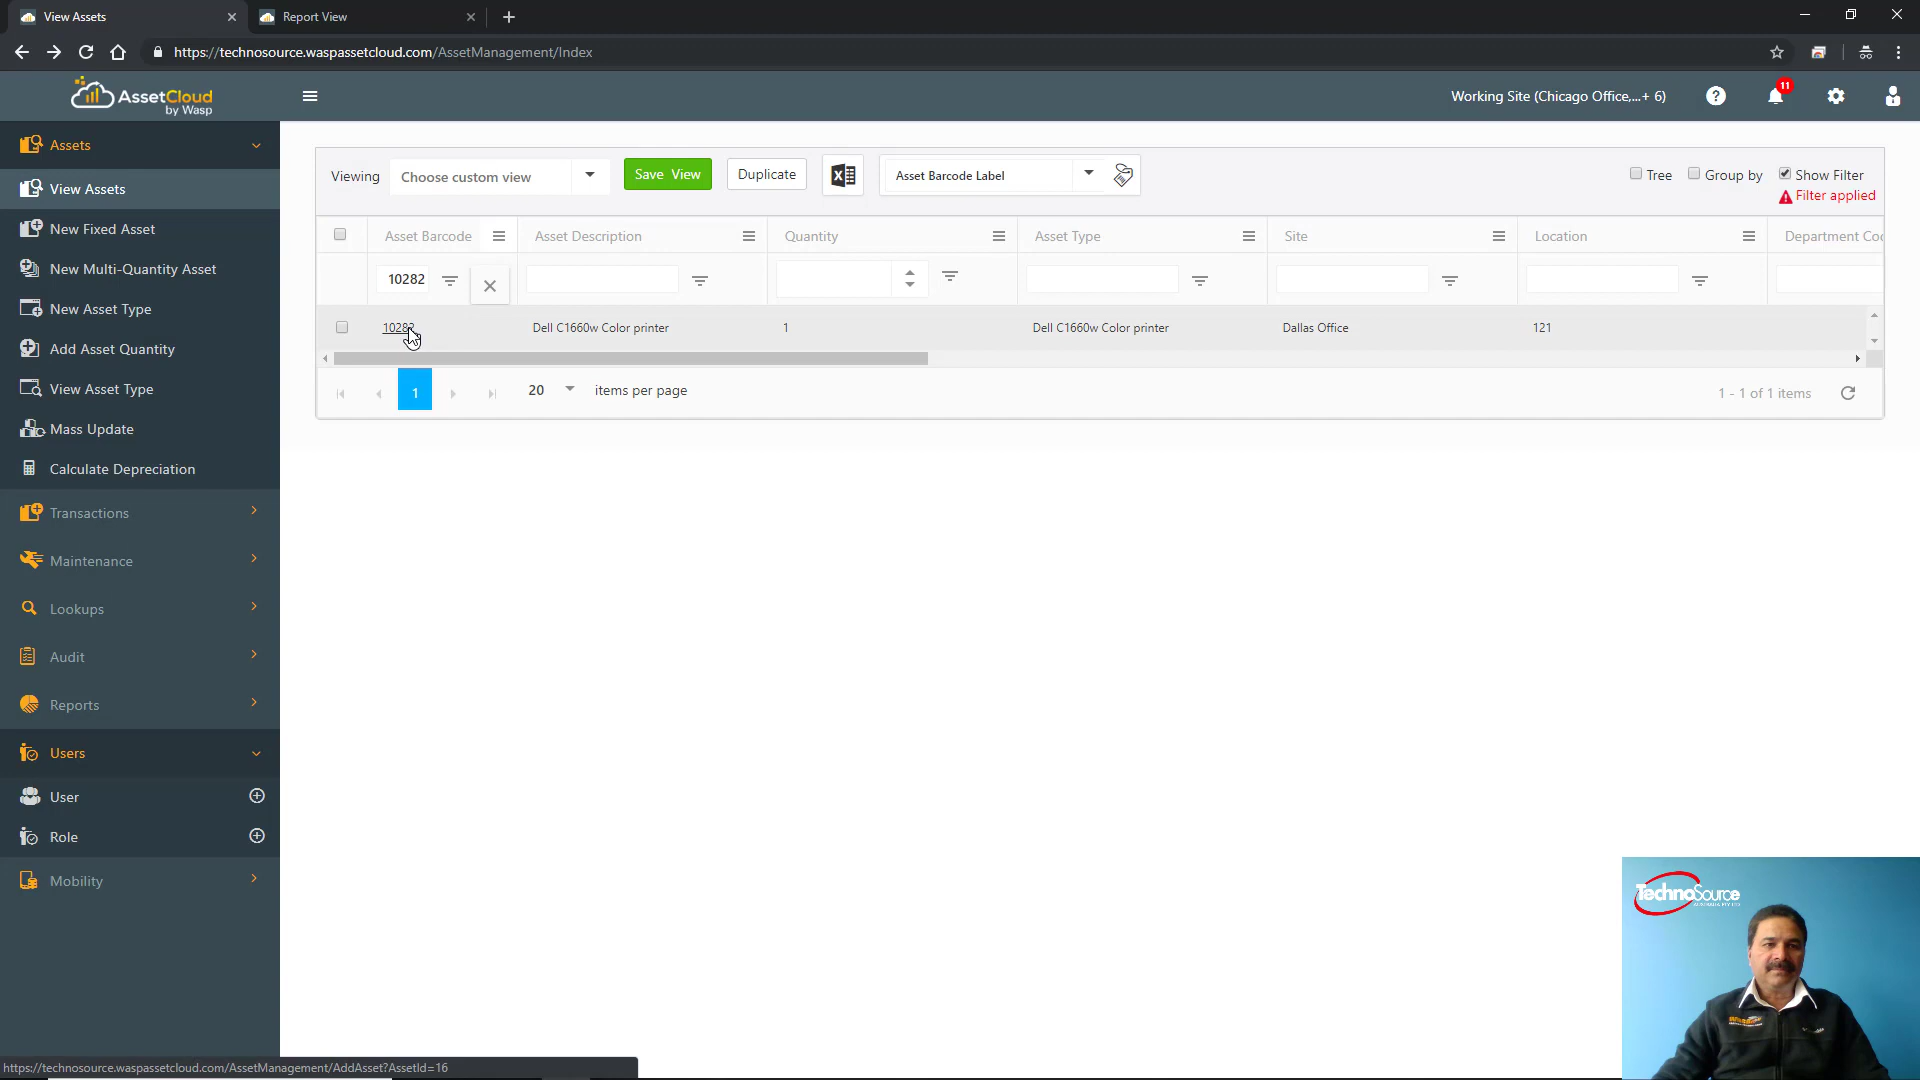 View Assets
Report View
https://technosource.waspassetcloud.com/AssetManagement/Index
AssetCloud
by Wasp
Working Site (Chicago Office,...+ 6)
11
Assets
View Assets
New Fixed Asset
New Multi-Quantity Asset
New Asset Type
Add Asset Quantity
View Asset Type
Mass Update
Calculate Depreciation
Transactions
Maintenance
Lookups
Audit
Reports
Users
User
Role
Mobility
Viewing
Choose custom view
Save View
Duplicate
Asset Barcode Label
Tree
Group by
Show Filter
Filter applied
Asset Barcode
Asset Description
Quantity
Asset Type
Site
Location
Department Coc
10282
10282
Dell C1660w Color printer
1
Dell C1660w Color printer
Dallas Office
121
1
20
items per page
1 - 1 of 1 items
TechnoSource
AUSTRALIA PTY LTD
https://technosource.waspassetcloud.com/AssetManagement/AddAsset?AssetId=16